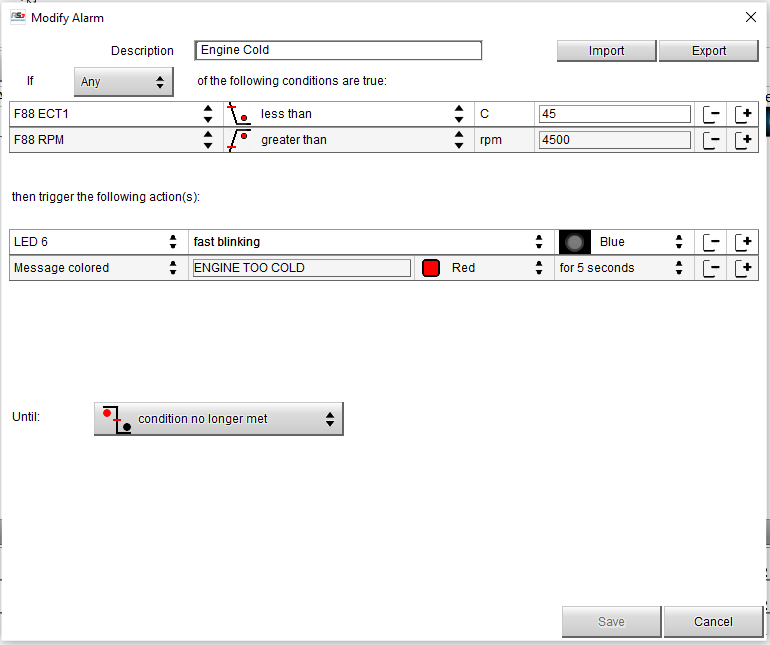 Modify Alarm
Description Engine Cold Import Export
If Any of the following conditions are true:
F88 ECT1 less than C 45
F88 RPM greater than rpm 4500
then trigger the following action(s):
LED 6 fast blinking Blue
Message colored ENGINE TOO COLD Red for 5 seconds
Until: condition no longer met
Save Cancel